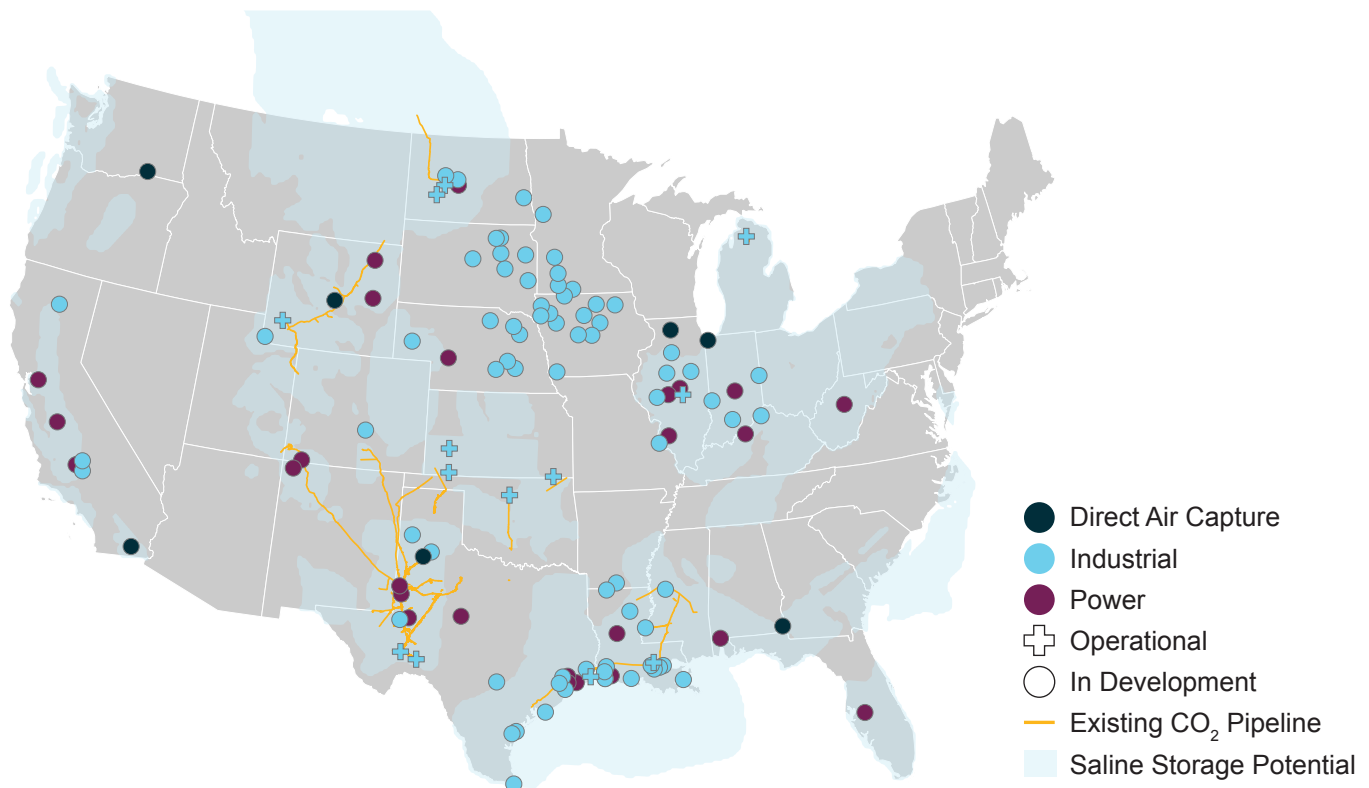 Direct Air Capture
Industrial
Power
Operational
In Development
Existing CO₂ Pipeline
Saline Storage Potential